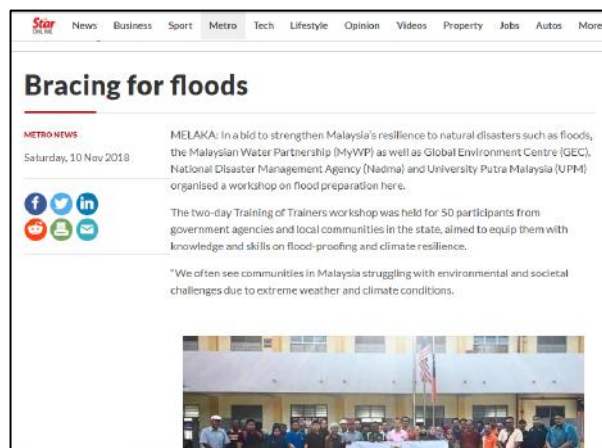 Star
ONLINE
News Business Sport Metro Tech Lifestyle Opinion Videos Property Jobs Autos More
Bracing for floods
METRO NEWS
Saturday, 10 Nov 2018
MELAKA: In a bid to strengthen Malaysia's resilience to natural disasters such as floods,
the Malaysian Water Partnership (MyWP) as well as Global Environment Centre (GEC),
National Disaster Management Agency (Nadma) and University Putra Malaysia (UPM)
organised a workshop on flood preparation here.
The two-day Training of Trainers workshop was held for 50 participants from
government agencies and local communities in the state, aimed to equip them with
knowledge and skills on flood-proofing and climate resilience.
"We often see communities in Malaysia struggling with environmental and societal
challenges due to extreme weather and climate conditions.